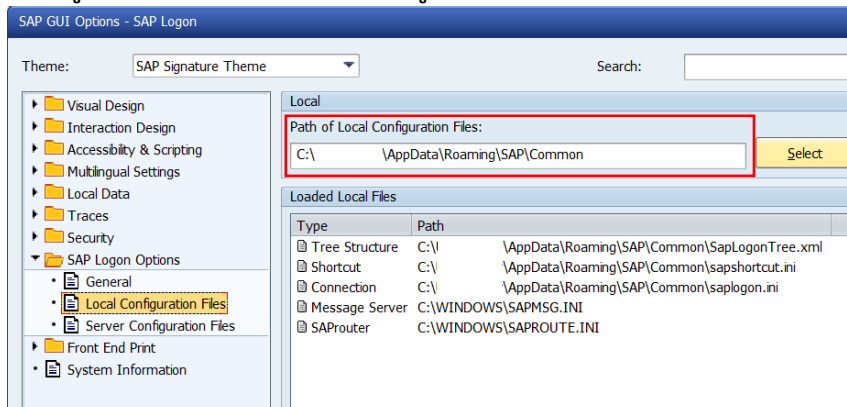 SAP GUI Options - SAP Logon
Theme: SAP Signature Theme Search:
Visual Design
Interaction Design
Accessibility & Scripting
Multilingual Settings
Local Data
Traces
Security
SAP Logon Options
General
Local Configuration Files
Server Configuration Files
Front End Print
System Information
Local
Path of Local Configuration Files:
C:\ \AppData\Roaming\SAP\Common Select
Loaded Local Files
Type Path
Tree Structure C:\ \AppData\Roaming\SAP\Common\SapLogonTree.xml
Shortcut C:\ \AppData\Roaming\SAP\Common\sapshortcut.ini
Connection C:\ \AppData\Roaming\SAP\Common\saplogon.ini
Message Server C:\WINDOWS\SAPMSG.INI
SAProuter C:\WINDOWS\SAPROUTE.INI